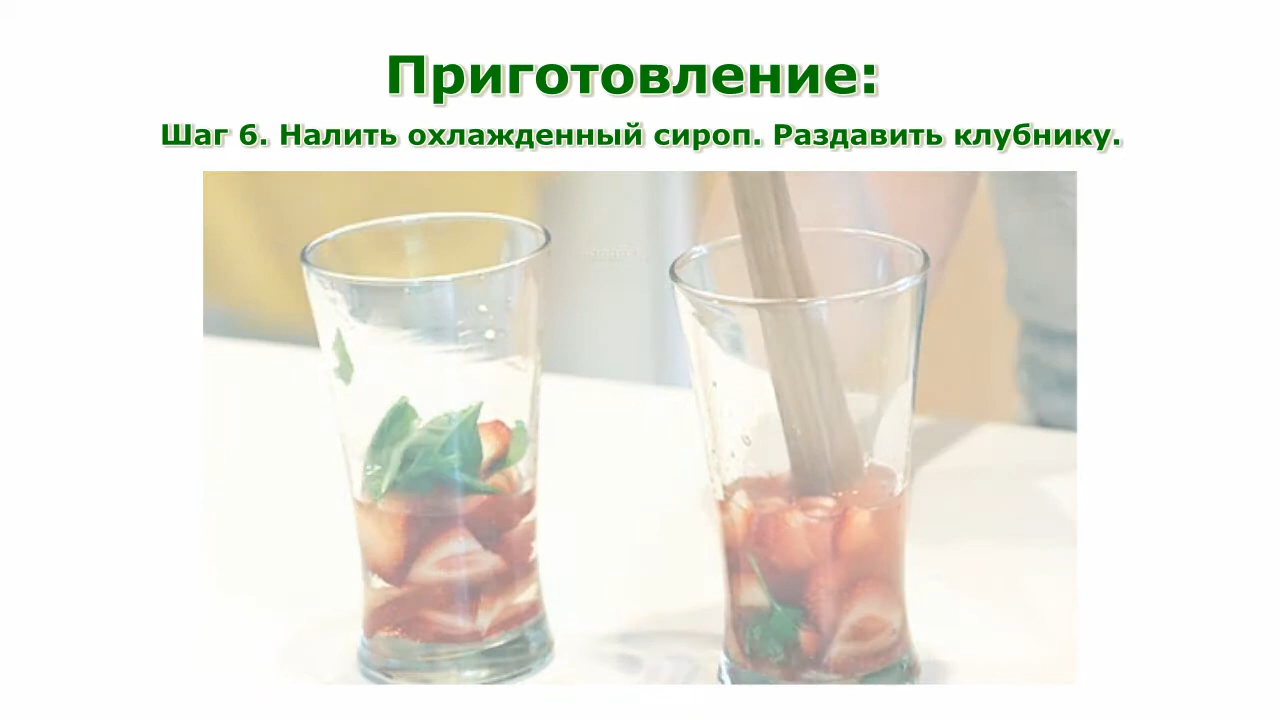 Приготовление:
Шаг 6. Налить охлажденный сироп. Раздавить клубнику.